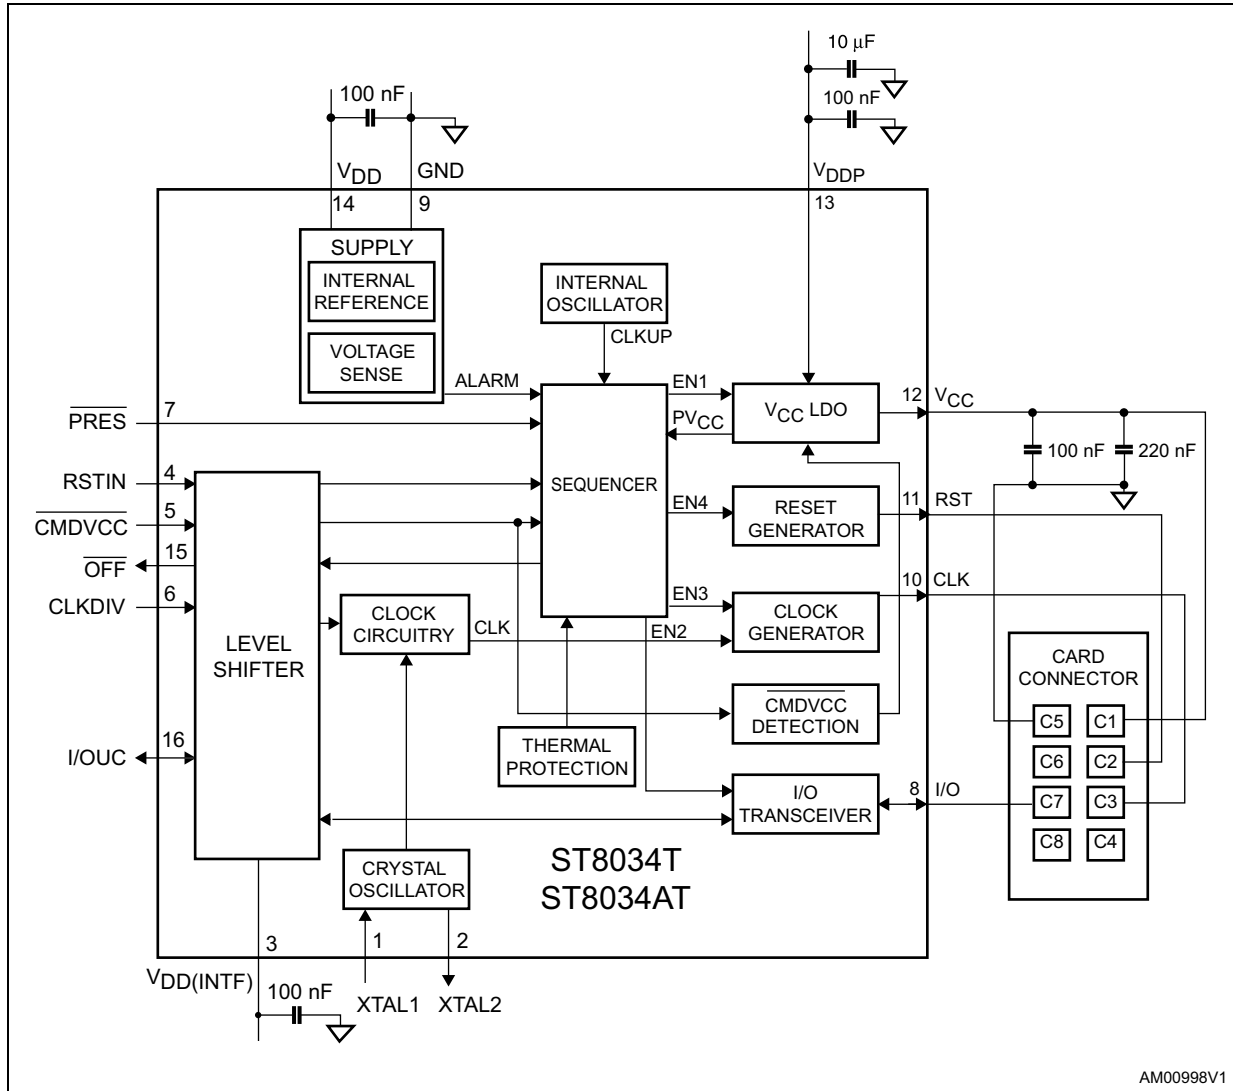 10 μF
100 nF
100 nF
VDD
GND
VDDP
14
9
13
SUPPLY
INTERNAL
REFERENCE
VOLTAGE
SENSE
INTERNAL
OSCILLATOR
CLKUP
ALARM
EN1
PVCC
VCC LDO
12
VCC
100 nF
220 nF
PRES
7
RSTIN
4
CMDVCC
5
OFF
15
CLKDIV
6
SEQUENCER
EN4
RESET
GENERATOR
11
RST
EN3
EN2
CLOCK
GENERATOR
10
CLK
LEVEL
SHIFTER
CLOCK
CIRCUITRY
CLK
CMDVCC
DETECTION
THERMAL
PROTECTION
I/OUC
16
I/O
TRANSCEIVER
8
I/O
CARD
CONNECTOR
C5
C1
C6
C2
C7
C3
C8
C4
CRYSTAL
OSCILLATOR
ST8034T
ST8034AT
3
1
2
VDD(INTF)
100 nF
XTAL1
XTAL2
AM00998V1